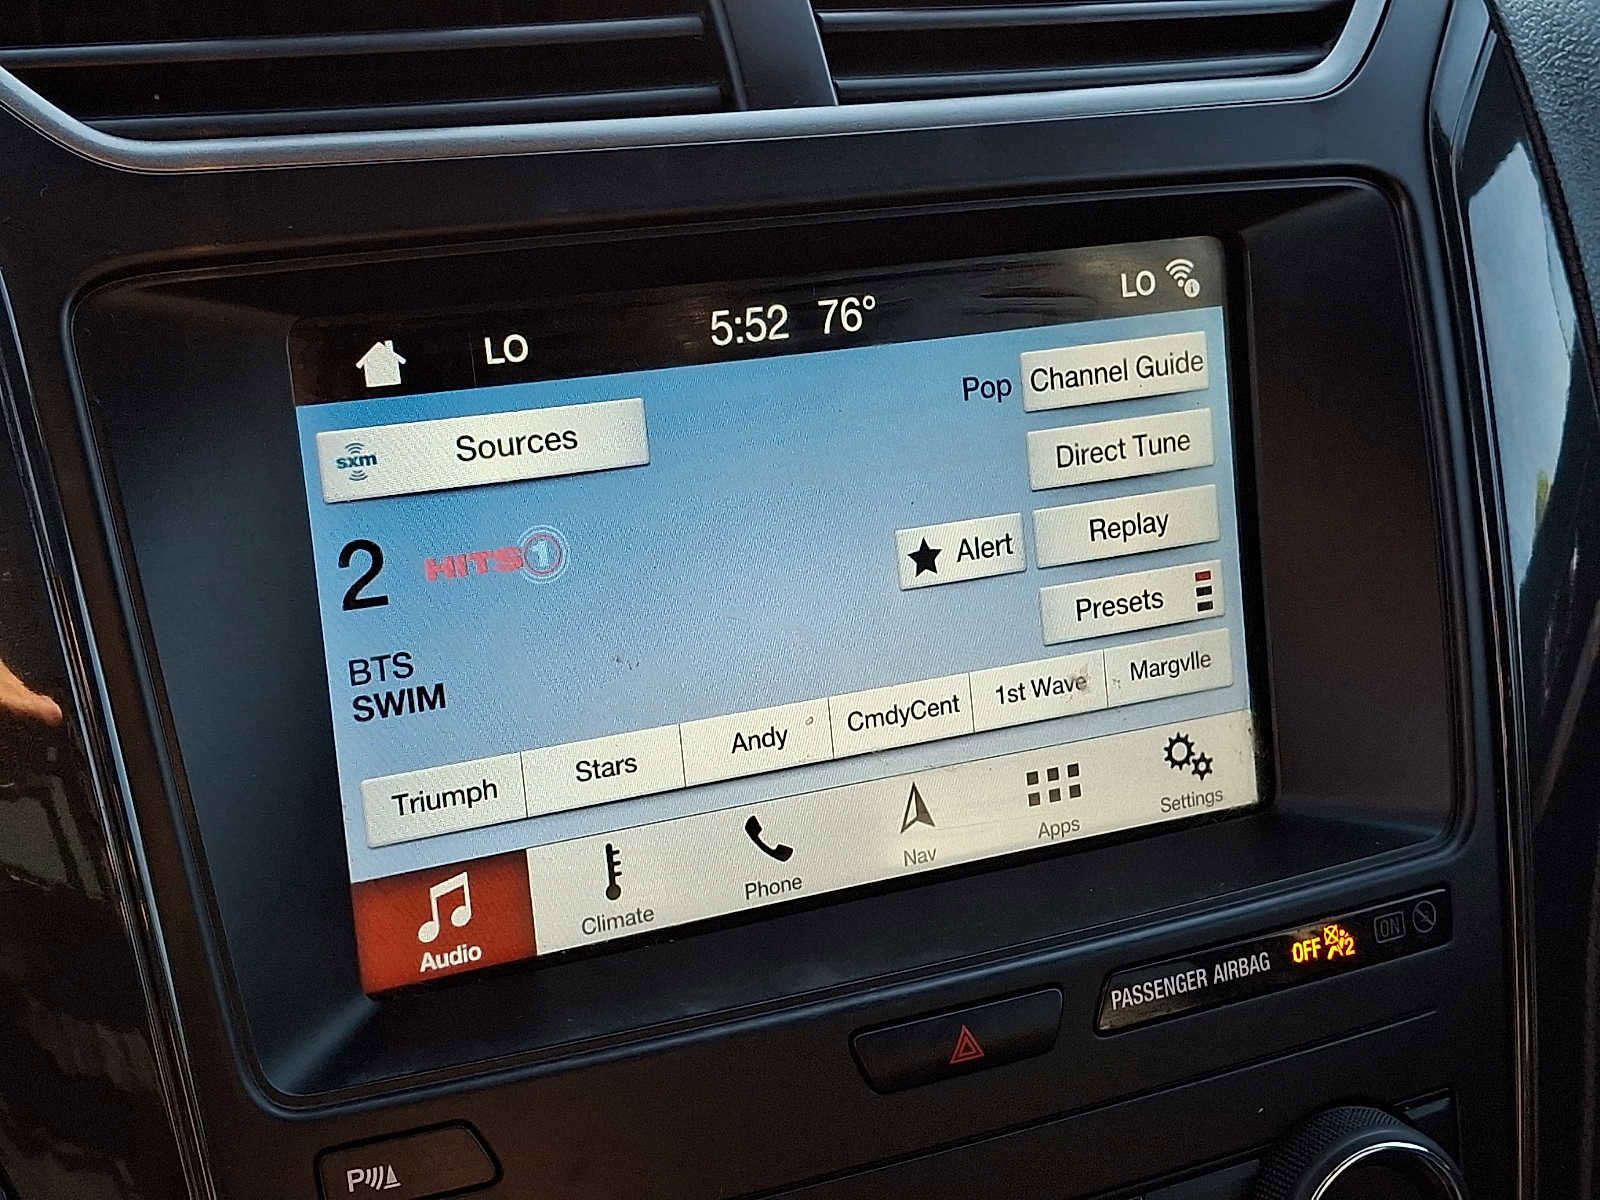 LO 5:52 76° LO
sxm Sources
Pop Channel Guide
Direct Tune
2 HITS 1
Alert Replay
Presets
BTS
SWIM
Triumph Stars Andy CmdyCent 1st Wave Margvlle
Audio Climate Phone Nav Apps Settings
PASSENGER AIRBAG OFF 2 ON
P